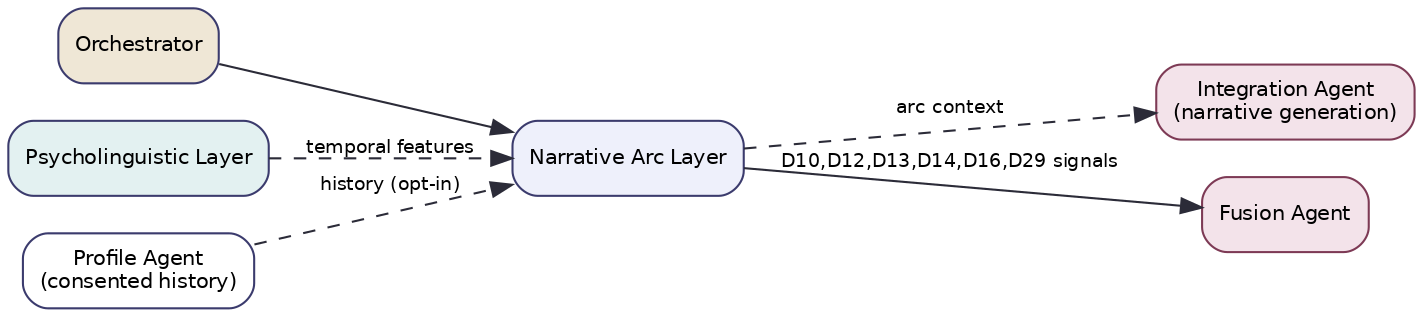 Orchestrator
Psycholinguistic Layer
Profile Agent
(consented history)
temporal features
history (opt-in)
Narrative Arc Layer
arc context
D10,D12,D13,D14,D16,D29 signals
Integration Agent
(narrative generation)
Fusion Agent